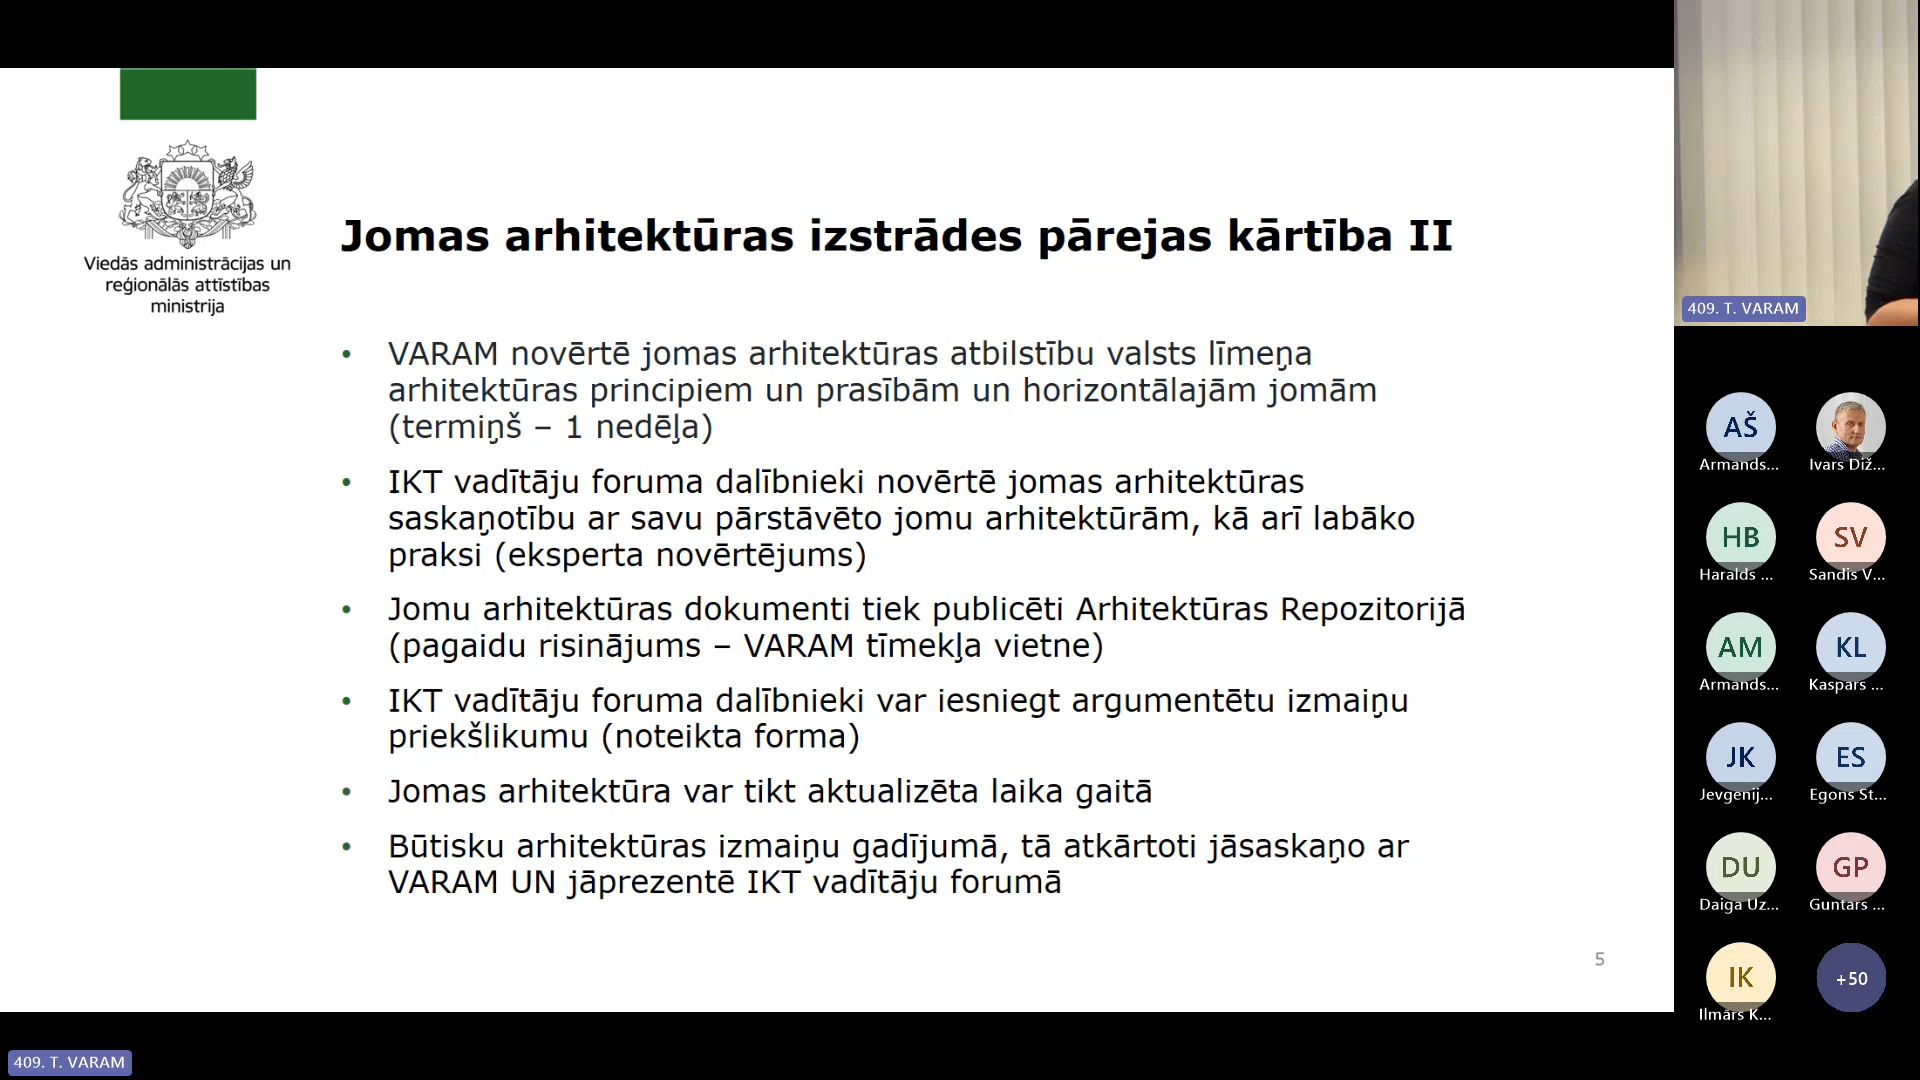 Viedās administrācijas un
reģionālās attīstības
ministrija
Jomas arhitektūras izstrādes pārejas kārtība II
• VARAM novērtē jomas arhitektūras atbilstību valsts līmeņa
arhitektūras principiem un prasībām un horizontālajām jomām
(termiņš – 1 nedēļa)
• IKT vadītāju foruma dalībnieki novērtē jomas arhitektūras
saskaņotību ar savu pārstāvēto jomu arhitektūrām, kā arī labāko
praksi (eksperta novērtējums)
• Jomu arhitektūras dokumenti tiek publicēti Arhitektūras Repozitorijā
(pagaidu risinājums – VARAM tīmekļa vietne)
• IKT vadītāju foruma dalībnieki var iesniegt argumentētu izmaiņu
priekšlikumu (noteikta forma)
• Jomas arhitektūra var tikt aktualizēta laika gaitā
• Būtisku arhitektūras izmaiņu gadījumā, tā atkārtoti jāsaskaņo ar
VARAM UN jāprezentē IKT vadītāju forumā
5
409. T. VARAM
409. T. VARAM
AŠ
Armands...
Ivars Diž...
HB
Haralds ...
SV
Sandis V...
AM
Armands...
KL
Kaspars ...
JK
Jevgenij...
ES
Egons St...
DU
Daiga Uz...
GP
Guntars ...
IK
Ilmārs K...
+50